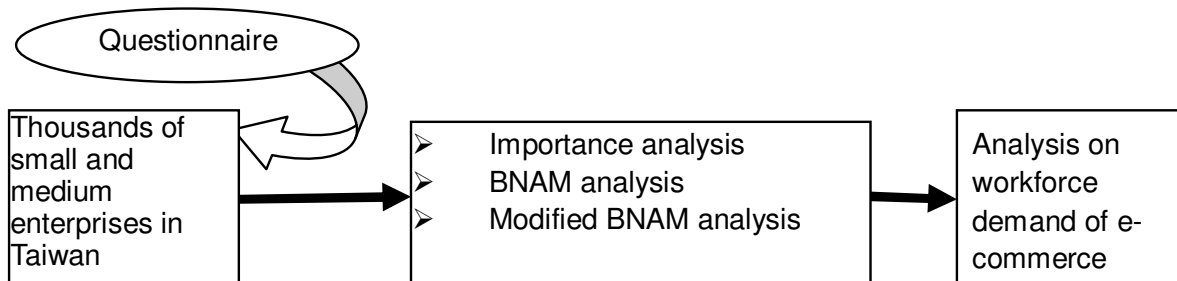 Questionnaire
Thousands of
small and
medium
enterprises in
Taiwan
➢ Importance analysis
➢ BNAM analysis
➢ Modified BNAM analysis
Analysis on
workforce
demand of e-
commerce